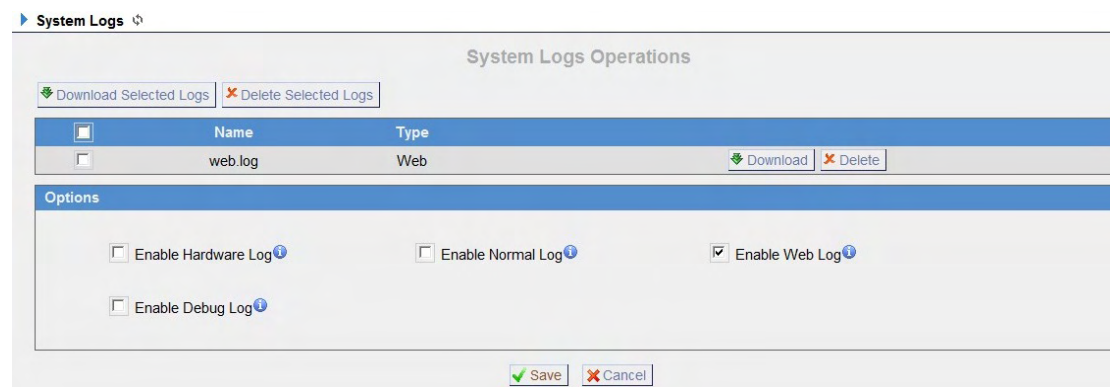 System Logs
System Logs Operations
Download Selected Logs Delete Selected Logs
Name Type
web.log Web Download Delete
Options
Enable Hardware Log Enable Normal Log Enable Web Log
Enable Debug Log
Save Cancel